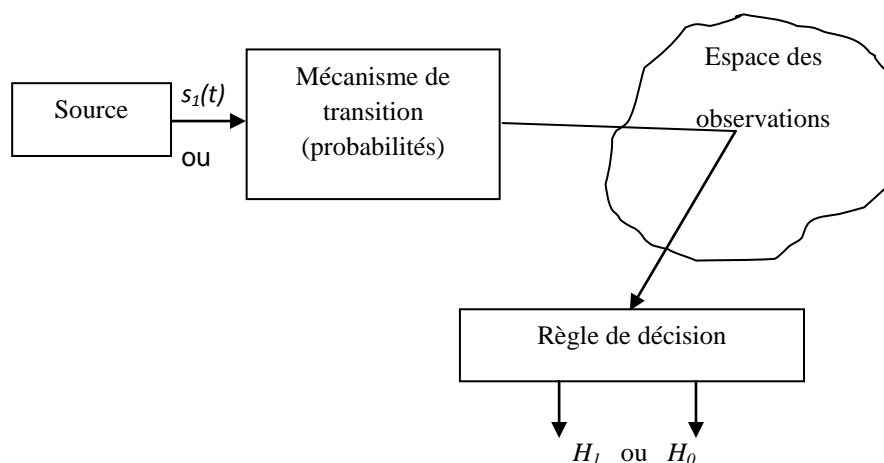 Source
s₁(t)
ou
Mécanisme de
transition
(probabilités)
Espace des
observations
Règle de décision
H₁ ou H₀